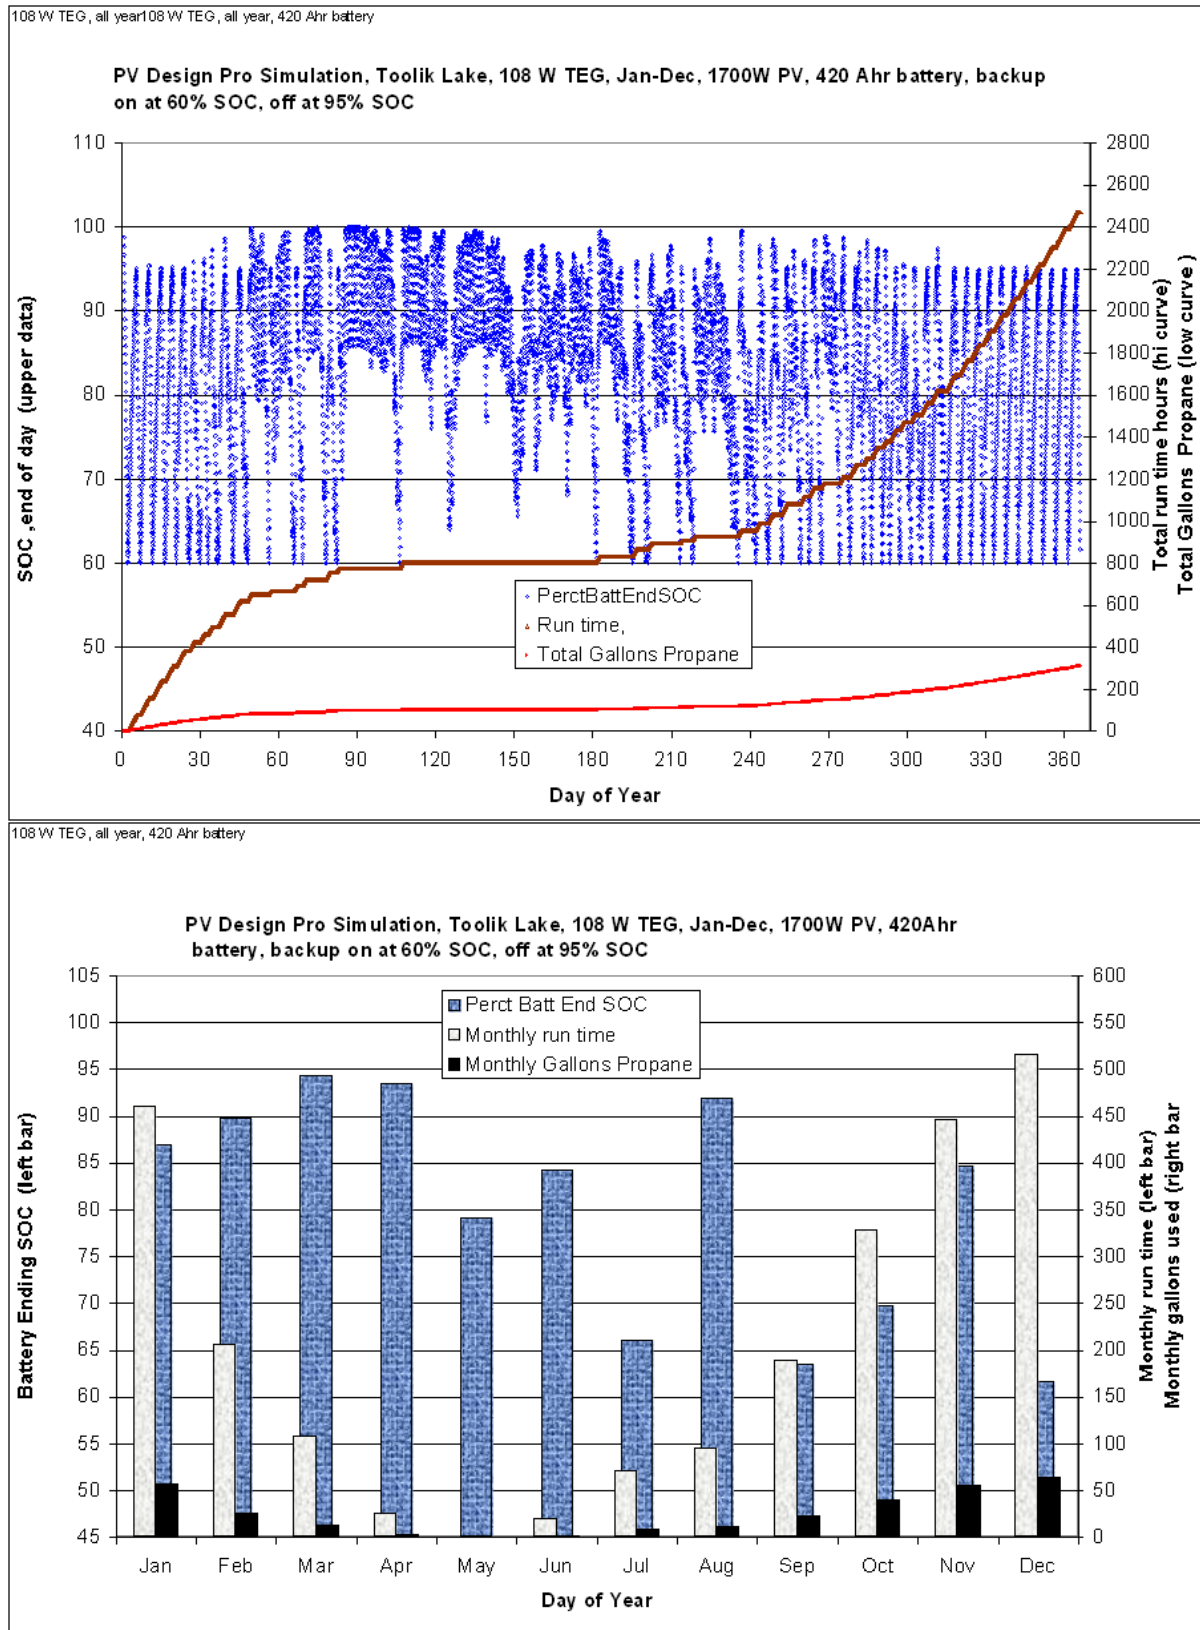 108 W TEG, all year108 W TEG, all year, 420 Ahr battery
PV Design Pro Simulation, Toolik Lake, 108 W TEG, Jan-Dec, 1700W PV, 420 Ahr battery, backup
on at 60% SOC, off at 95% SOC
110
100
90
80
70
60
50
40
SOC ,end of day (upper data)
2800
2600
2400
2200
2000
1800
1600
1400
1200
1000
800
600
400
200
0
Total run time hours (hi curve)
Total Gallons Propane (low curve )
PerctBattEndSOC
Run time,
Total Gallons Propane
0 30 60 90 120 150 180 210 240 270 300 330 360
Day of Year
108 W TEG, all year, 420 Ahr battery
PV Design Pro Simulation, Toolik Lake, 108 W TEG, Jan-Dec, 1700W PV, 420Ahr
battery, backup on at 60% SOC, off at 95% SOC
105
100
95
90
85
80
75
70
65
60
55
50
45
Battery Ending SOC (left bar)
Perct Batt End SOC
Monthly run time
Monthly Gallons Propane
600
550
500
450
400
350
300
250
200
150
100
50
0
Monthly run time (left bar)
Monthly gallons used (right bar
Jan Feb Mar Apr May Jun Jul Aug Sep Oct Nov Dec
Day of Year